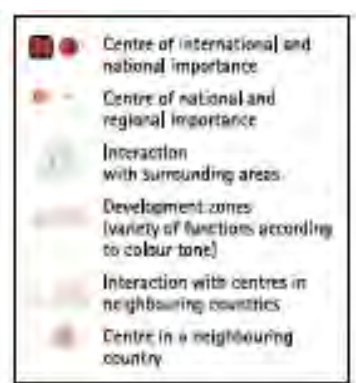 Centre of international and
national importance
Centre of national and
regional importance
Interaction
with surrounding areas
Development zones
(variety of functions according
to colour tone)
Interaction with centres in
neighbouring countries
Centre in a neighbouring
country